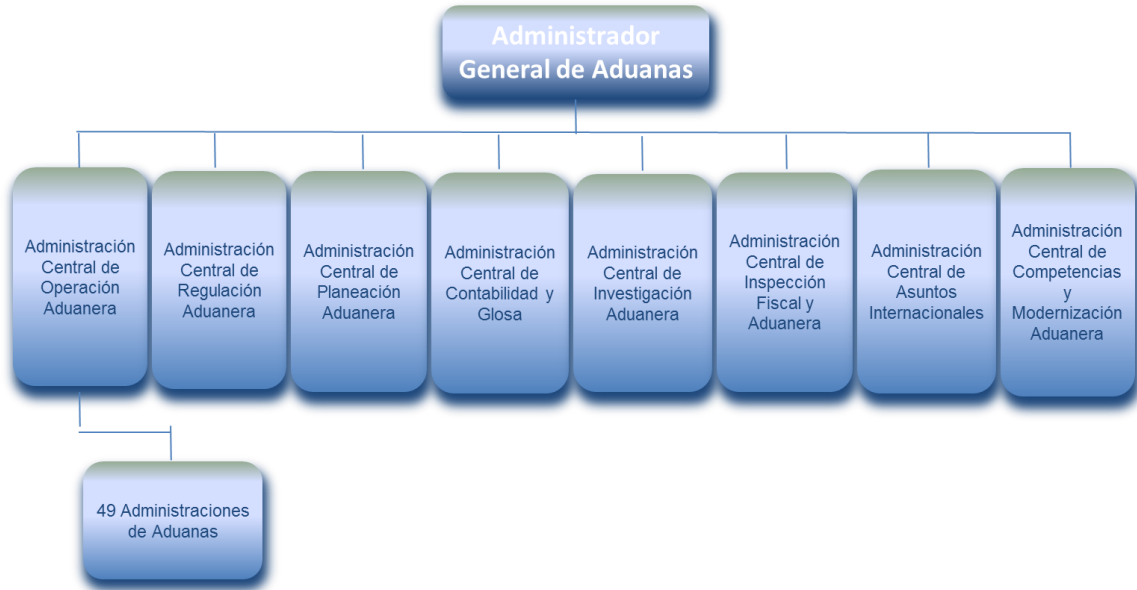 Administrador
General de Aduanas
Administración
Central de
Operación
Aduanera
Administración
Central de
Regulación
Aduanera
Administración
Central de
Planeación
Aduanera
Administración
Central de
Contabilidad y
Glosa
Administración
Central de
Investigación
Aduanera
Administración
Central de
Inspección
Fiscal y
Aduanera
Administración
Central de
Asuntos
Internacionales
Administración
Central de
Competencias
y
Modernización
Aduanera
49 Administraciones
de Aduanas